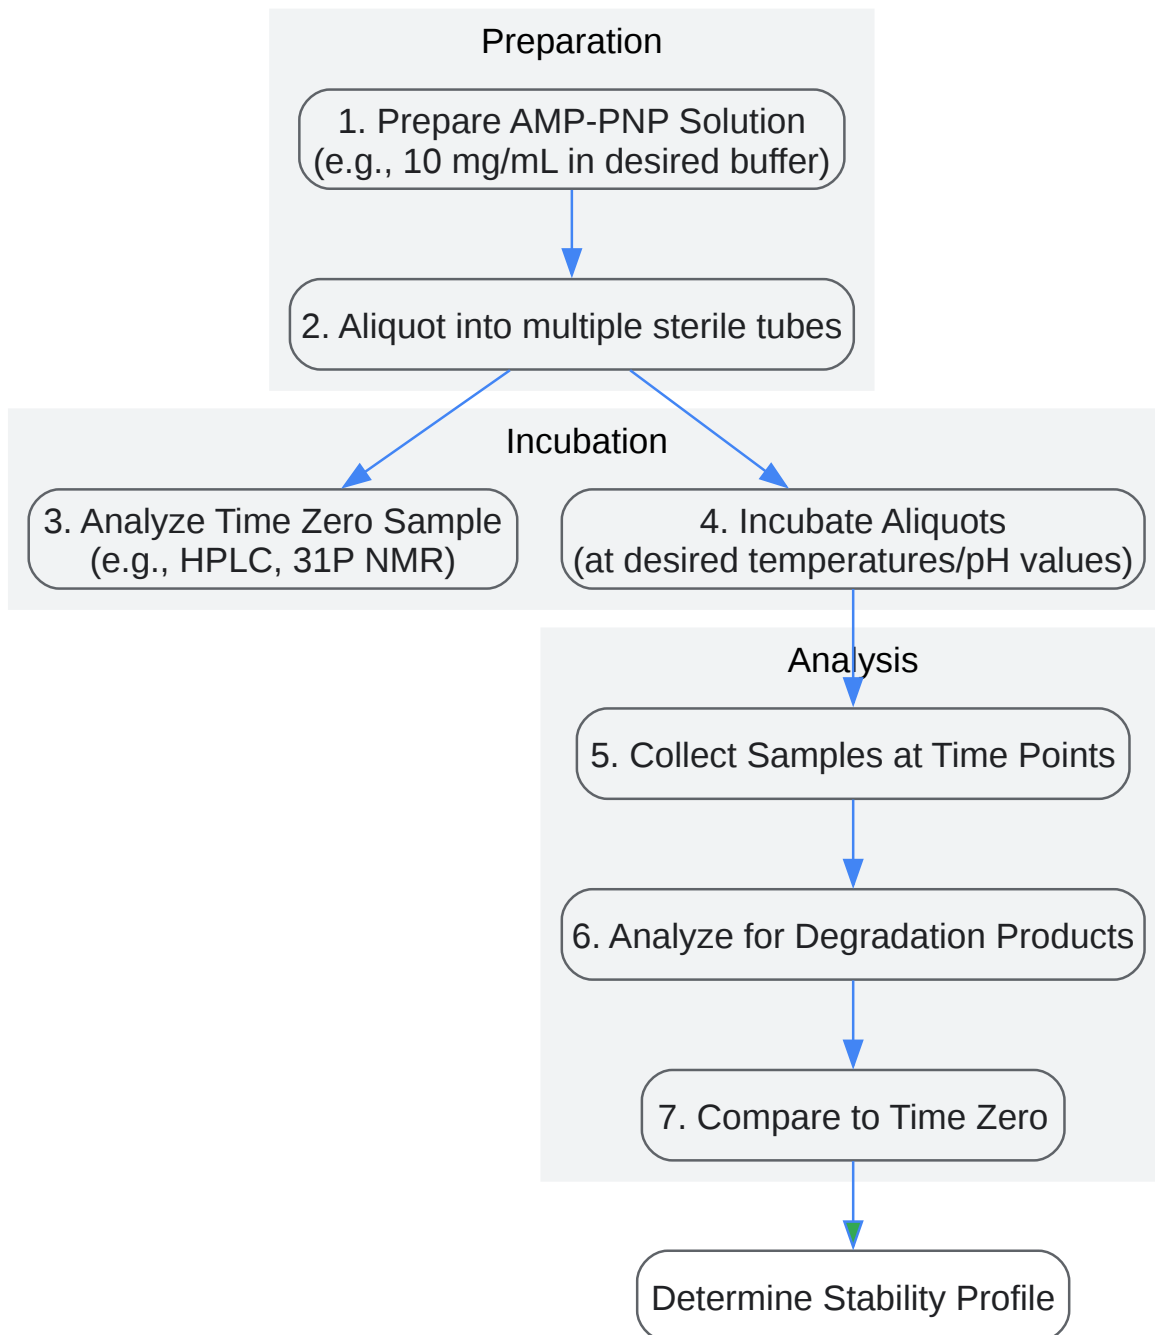 Preparation
1. Prepare AMP-PNP Solution
(e.g., 10 mg/mL in desired buffer)
2. Aliquot into multiple sterile tubes
Incubation
3. Analyze Time Zero Sample
(e.g., HPLC, 31P NMR)
4. Incubate Aliquots
(at desired temperatures/pH values)
Analysis
5. Collect Samples at Time Points
6. Analyze for Degradation Products
7. Compare to Time Zero
Determine Stability Profile